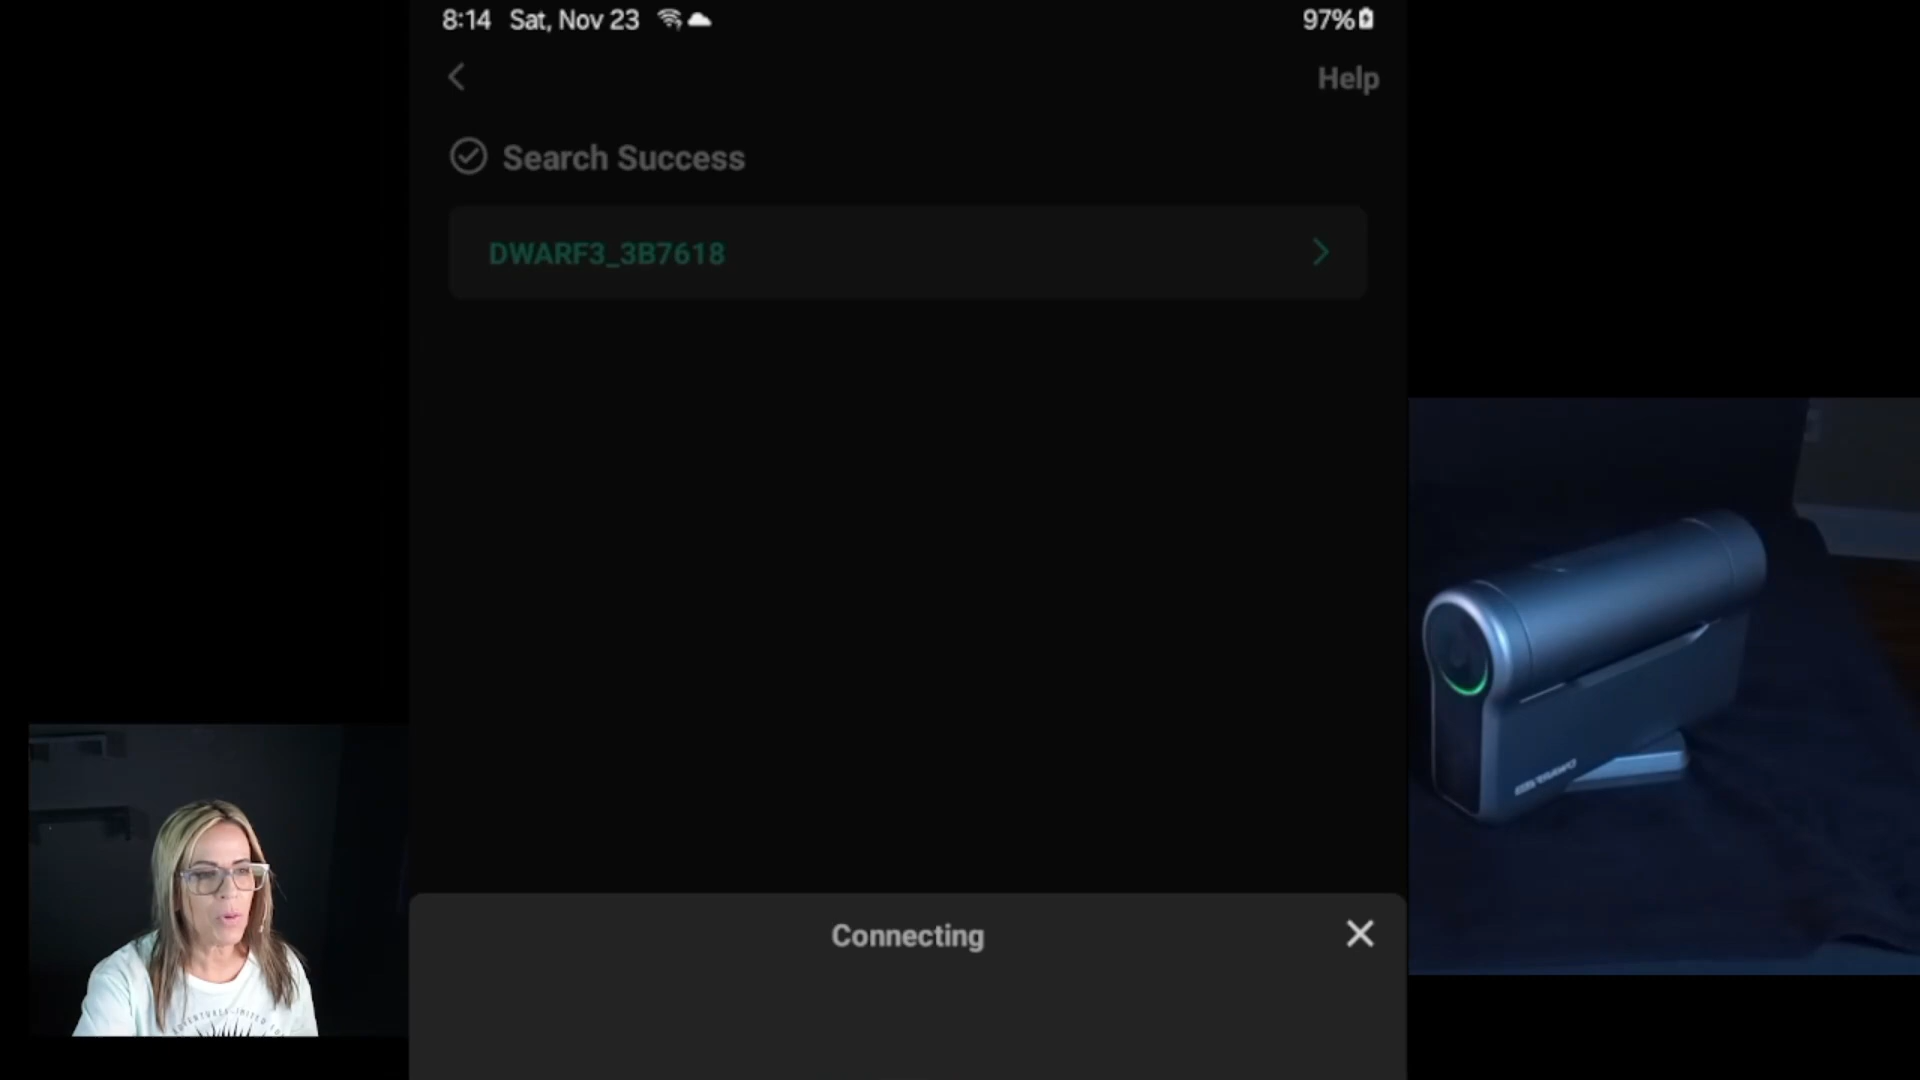 8:14 Sat, Nov 23
97%
Help
Search Success
DWARF3_3B7618
Connecting